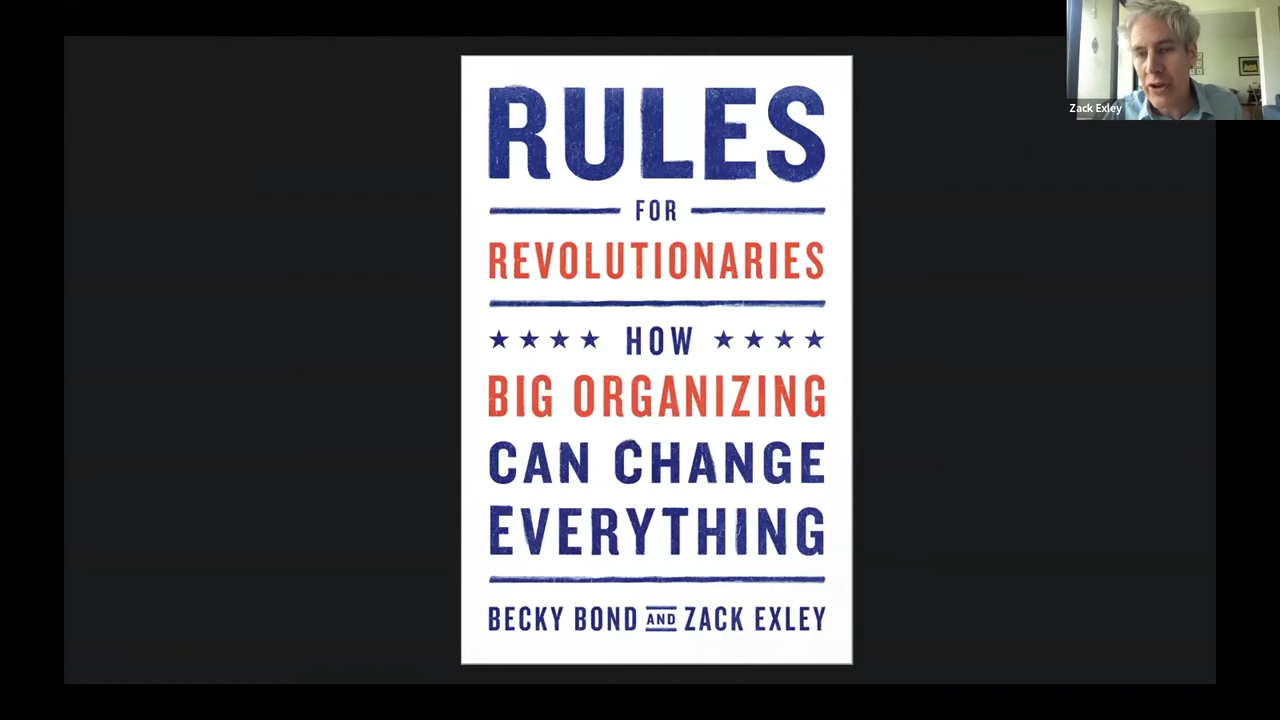 RULES
FOR
REVOLUTIONARIES
HOW
BIG ORGANIZING
CAN CHANGE
EVERYTHING
BECKY BOND AND ZACK EXLEY
Zack Exley